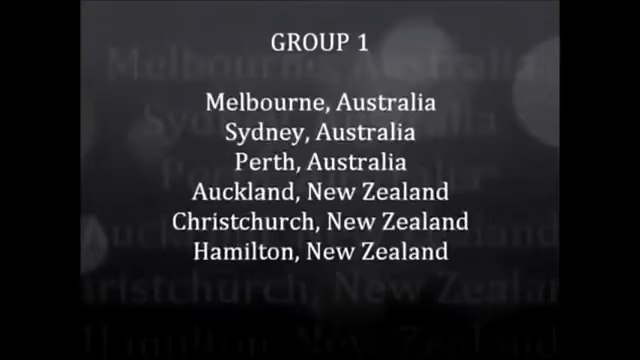 GROUP 1
Melbourne, Australia
Sydney, Australia
Perth, Australia
Auckland, New Zealand
Christchurch, New Zealand
Hamilton, New Zealand